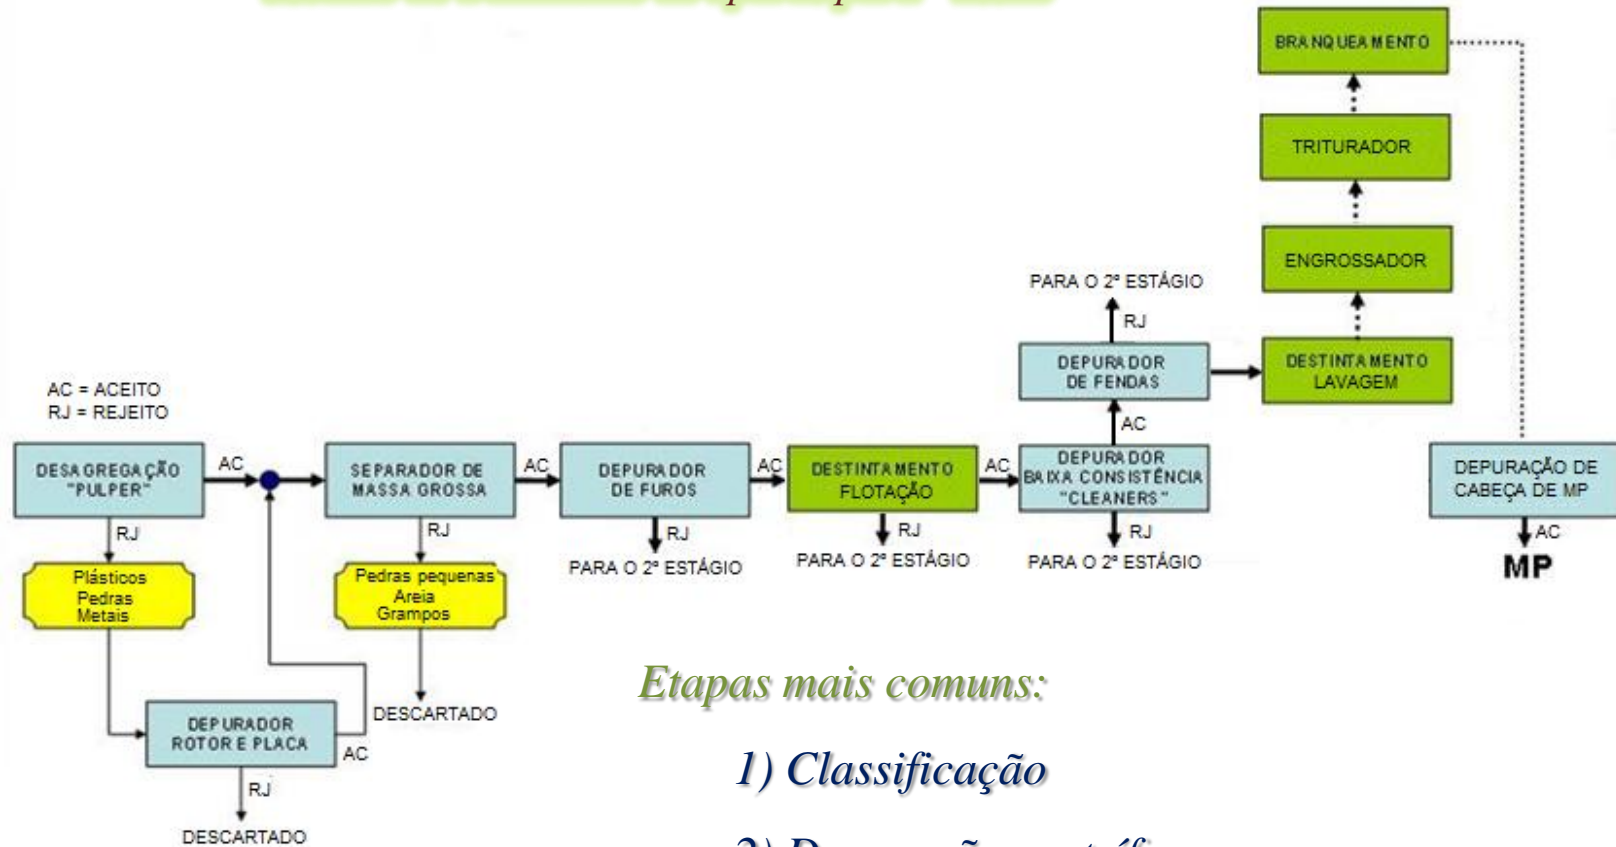 BRANQUEAMENTO
TRITURADOR
ENGROSSADOR
PARA O 2º ESTÁGIO
RJ
DEPURADOR
DE FENDAS
DESTINTAMENTO
LAVAGEM
AC = ACEITO
RJ = REJEITO
AC
DESAGREGAÇÃO
"PULPER"
AC
SEPARADOR DE
MASSA GROSSA
AC
DEPURADOR
DE FUROS
AC
DESTINTAMENTO
FLOTAÇÃO
AC
DEPURADOR
BAIXA CONSISTÊNCIA
"CLEANERS"
DEPURAÇÃO DE
CABEÇA DE MP
RJ
RJ
RJ
RJ
RJ
AC
PARA O 2º ESTÁGIO
PARA O 2º ESTÁGIO
PARA O 2º ESTÁGIO
MP
Plásticos
Pedras
Metais
Pedras pequenas
Areia
Grampos
Etapas mais comuns:
DESCARTADO
DEPURADOR
ROTOR E PLACA
AC
1) Classificação
RJ
DESCARTADO
2)